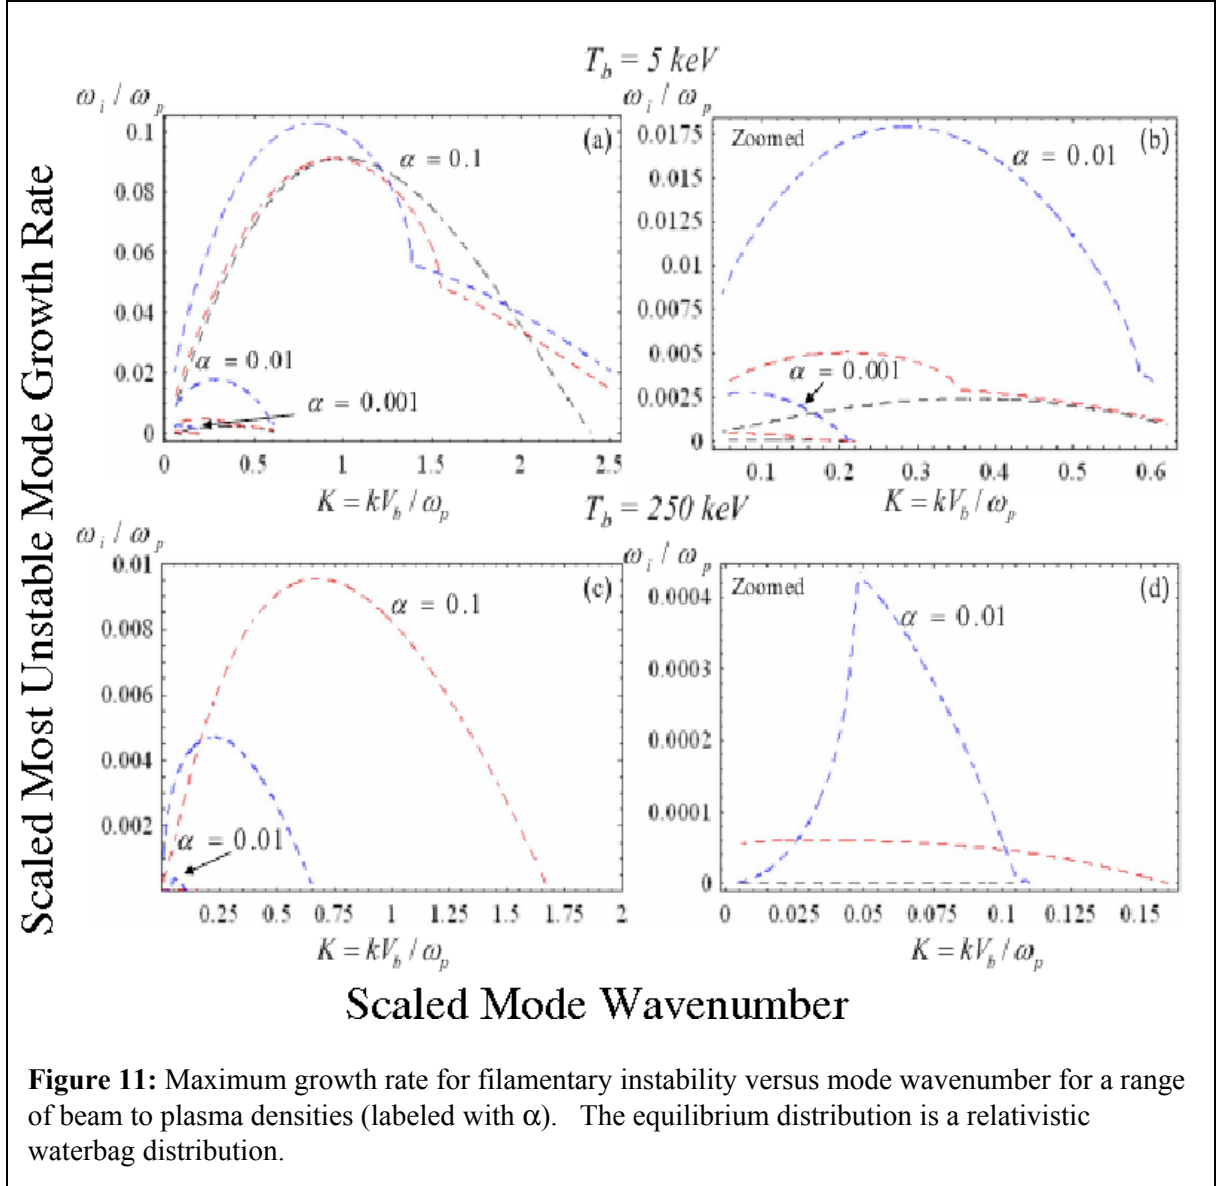 T_b = 5 keV
ω_i / ω_p
ω_i / ω_p
0.1
0.08
0.06
0.04
0.02
0
(a)
α = 0.1
α = 0.01
α = 0.001
0 0.5 1 1.5 2 2.5
K = kV_b / ω_p
0.0175
0.015
0.0125
0.01
0.0075
0.005
0.0025
0
Zoomed
(b)
α = 0.01
α = 0.001
0.1 0.2 0.3 0.4 0.5 0.6
K = kV_b / ω_p
T_b = 250 keV
ω_i / ω_p
ω_i / ω_p
0.01
0.008
0.006
0.004
0.002
(c)
α = 0.1
α = 0.01
0.25 0.5 0.75 1 1.25 1.5 1.75 2
K = kV_b / ω_p
0.0004
0.0003
0.0002
0.0001
0
Zoomed
(d)
α = 0.01
0 0.025 0.05 0.075 0.1 0.125 0.15
K = kV_b / ω_p
Scaled Most Unstable Mode Growth Rate
Scaled Mode Wavenumber
Figure 11: Maximum growth rate for filamentary instability versus mode wavenumber for a range
of beam to plasma densities (labeled with α). The equilibrium distribution is a relativistic
waterbag distribution.